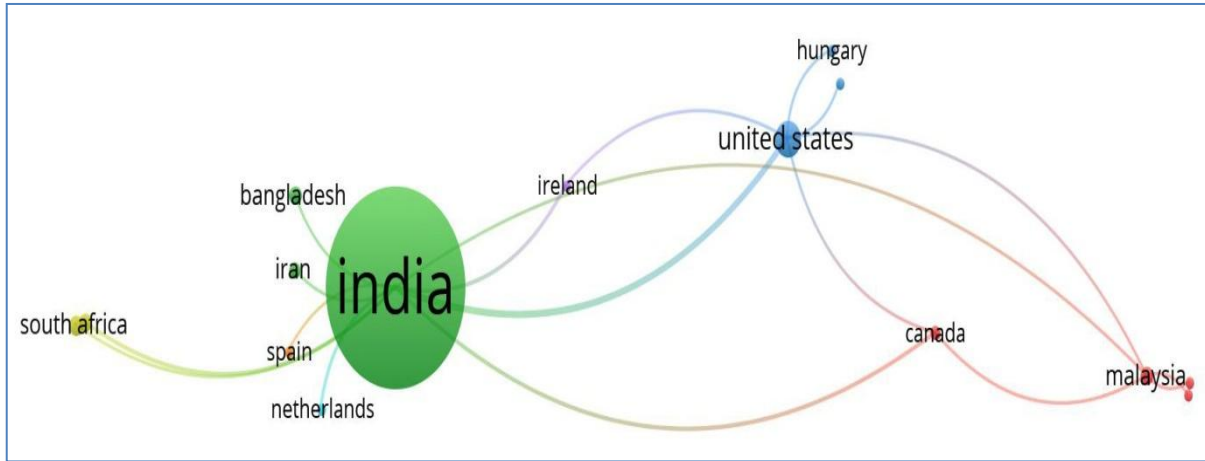 hungary
united states
ireland
bangladesh
india
iran
south africa
spain
canada
malaysia
netherlands